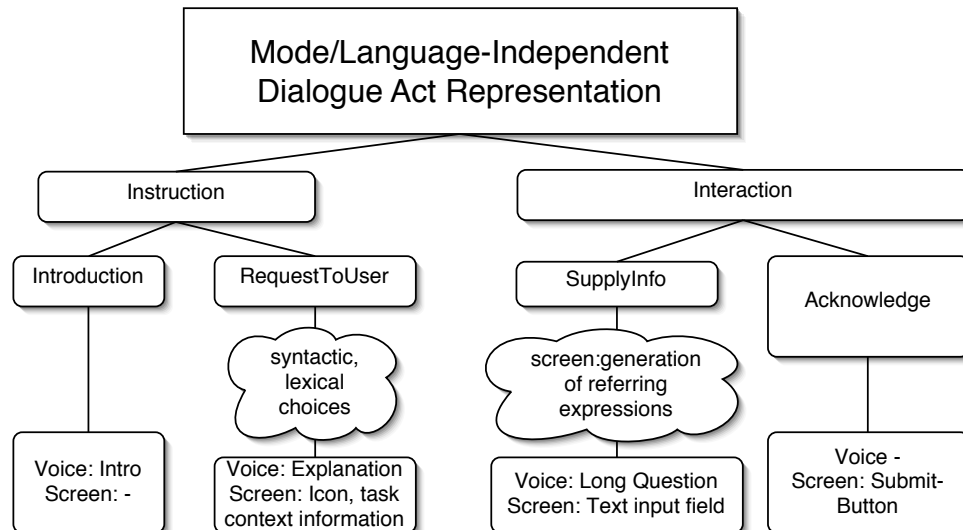 Mode/Language-Independent
Dialogue Act Representation
Instruction
Interaction
Introduction
RequestToUser
SupplyInfo
Acknowledge
syntactic,
lexical
choices
screen:generation
of referring
expressions
Voice: Intro
Screen: -
Voice: Explanation
Screen: Icon, task
context information
Voice: Long Question
Screen: Text input field
Voice -
Screen: Submit-
Button